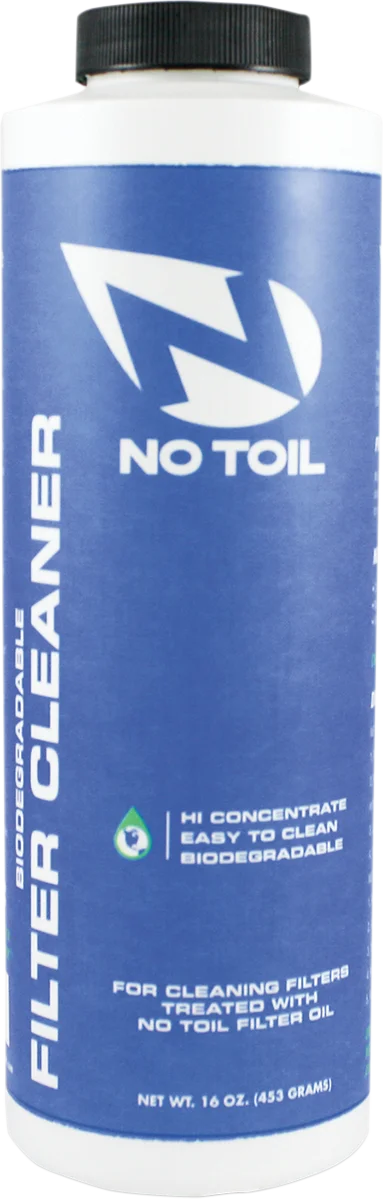 NO TOIL
BIODEGRADABLE
FILTER CLEANER
HI CONCENTRATE
EASY TO CLEAN
BIODEGRADABLE
FOR CLEANING FILTERS
TREATED WITH
NO TOIL FILTER OIL
NET WT. 16 OZ. (453 GRAMS)